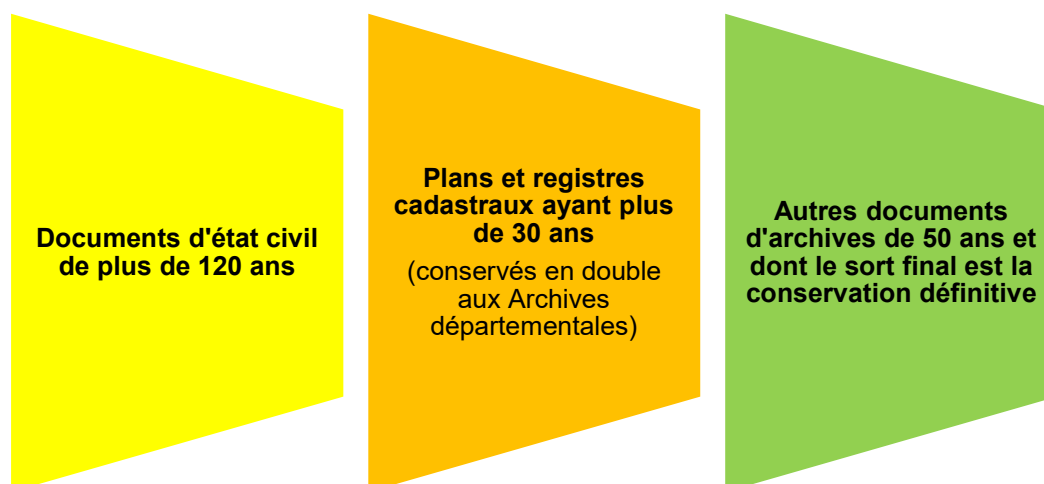 Documents d'état civil
de plus de 120 ans
Plans et registres
cadastraux ayant plus
de 30 ans
(conservés en double
aux Archives
départementales)
Autres documents
d'archives de 50 ans et
dont le sort final est la
conservation définitive